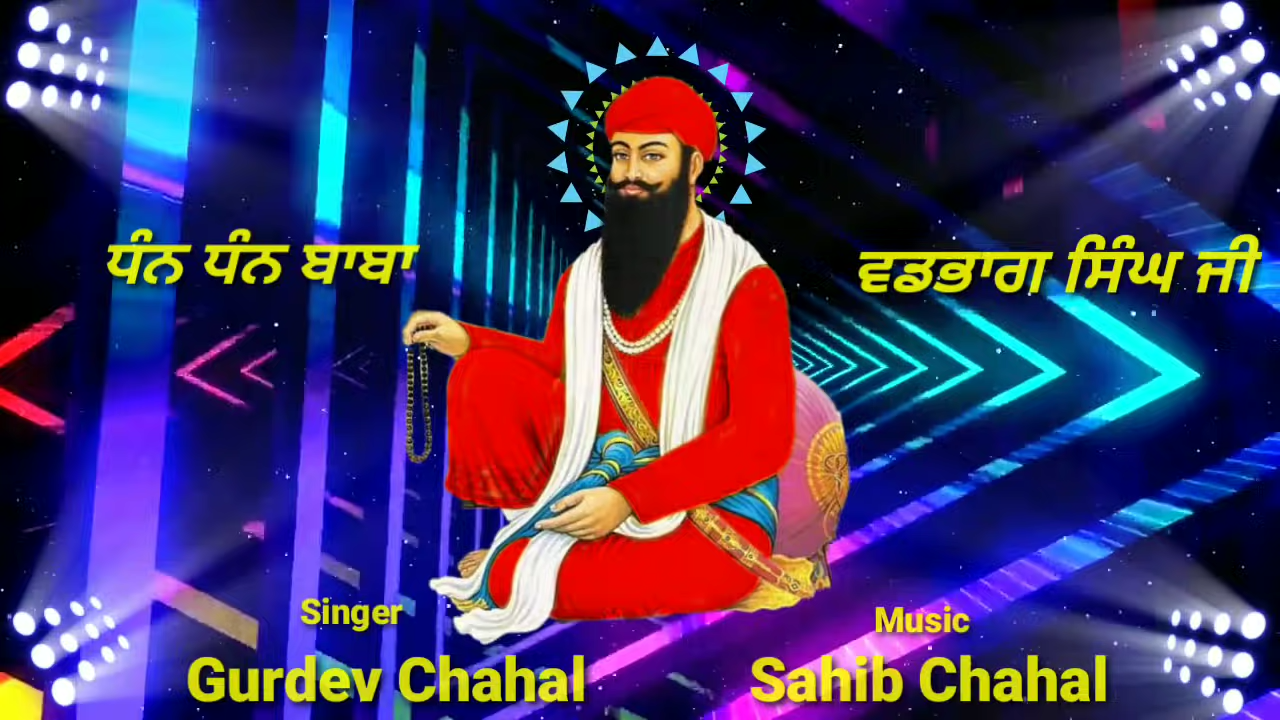 ਧੰਨ ਧੰਨ ਬਾਬਾ
ਵਡਭਾਗ ਸਿੰਘ ਜੀ
Singer
Gurdev Chahal
Music
Sahib Chahal